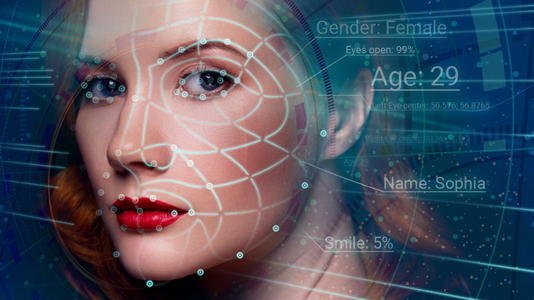 Gender: Female
Eyes open: 99%
Age: 29
Left Eye center: 50,576; 56,8765
Name: Sophia
Smile: 5%